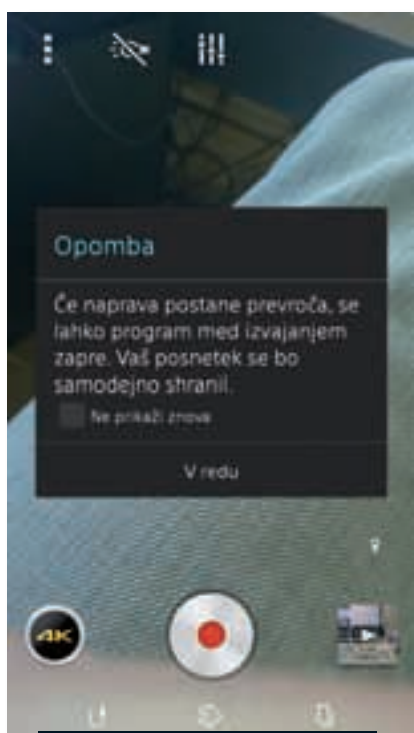 Opomba
Če naprava postane prevroča, se
lahko program med izvajanjem
zapre. Vaš posnetek se bo
samodejno shranil.
Ne prikaži znova
V redu
4K